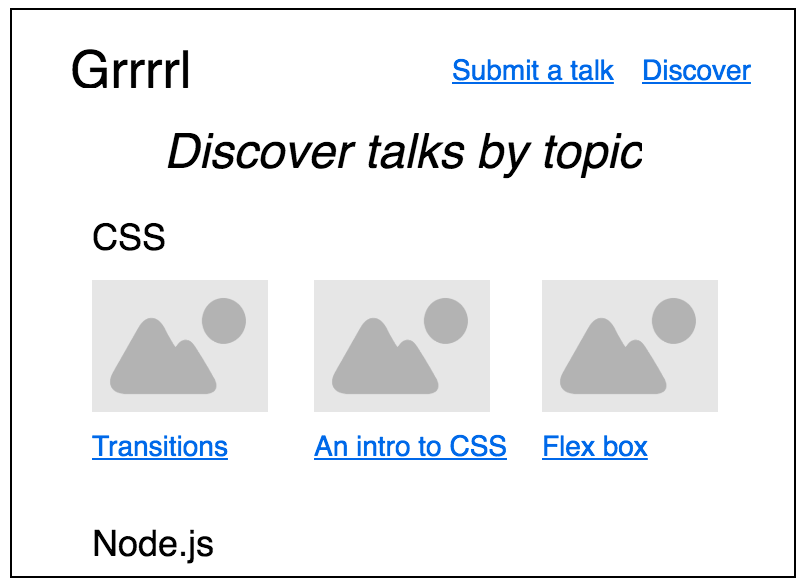 Grrrrl Submit a talk Discover
Discover talks by topic
CSS
Transitions An intro to CSS Flex box
Node.js